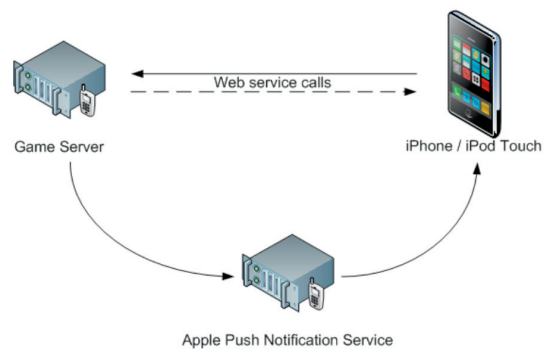 Web service calls
Game Server
iPhone / iPod Touch
Apple Push Notification Service